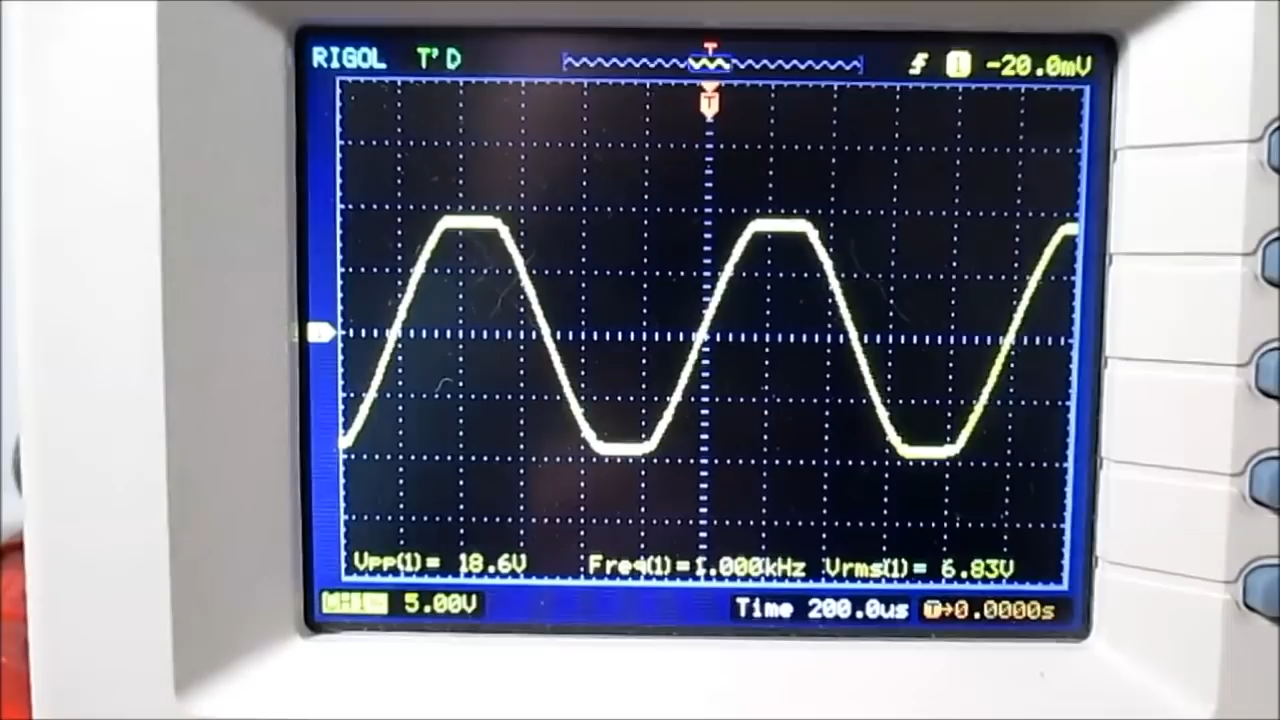 RIGOL T'D T 1 -20.0mV
T
Vpp(1)= 18.6V Freq(1)=1.000kHz Vrms(1)= 6.83V
5.00V Time 200.0us T→0.0000s